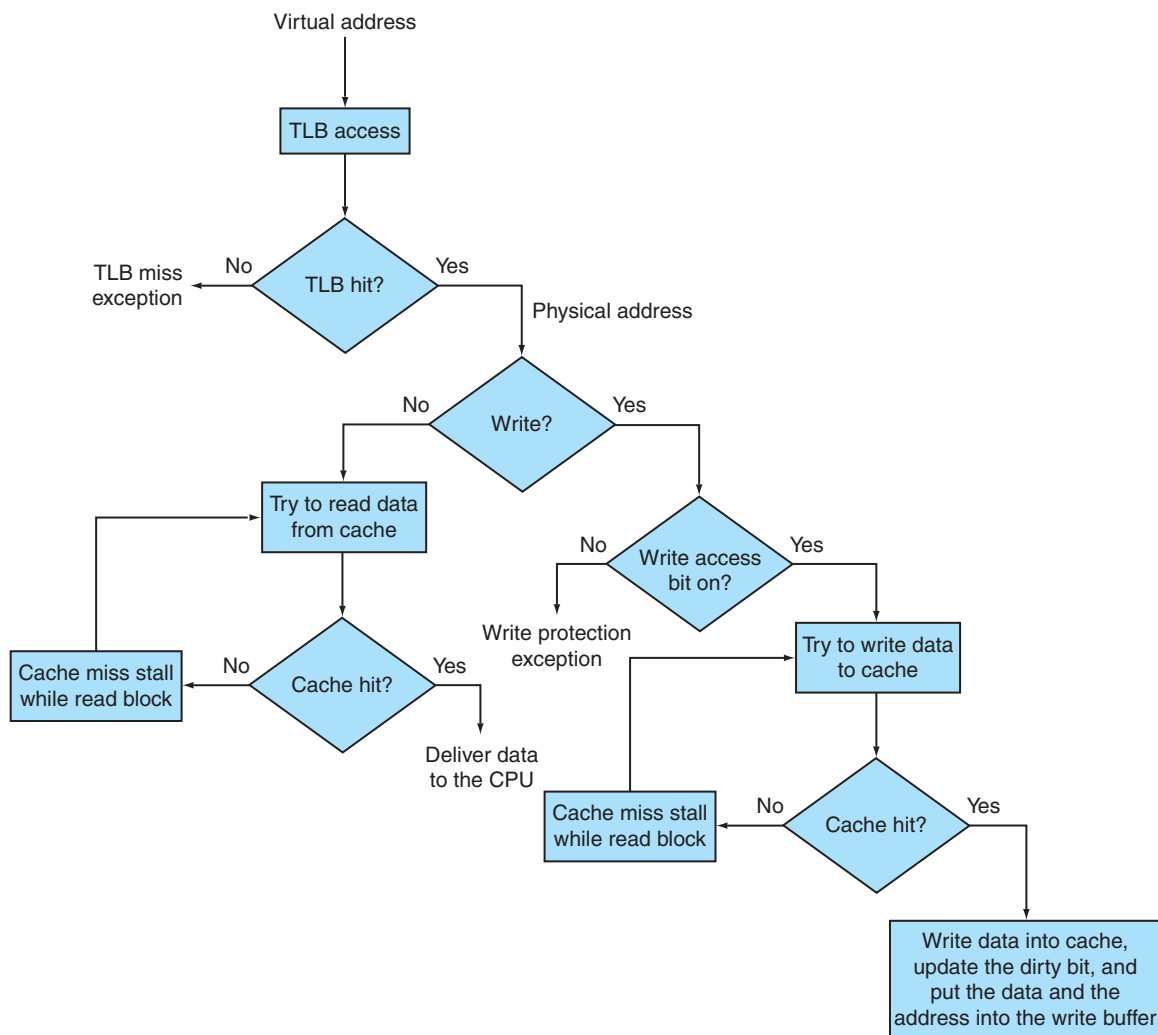 Virtual address
TLB access
No
Yes
TLB miss
exception
TLB hit?
Physical address
No
Yes
Write?
Try to read data
from cache
No
Yes
Write access
bit on?
Write protection
exception
Try to write data
to cache
Cache miss stall
while read block
No
Yes
Cache hit?
Deliver data
to the CPU
Cache miss stall
while read block
No
Yes
Cache hit?
Write data into cache,
update the dirty bit, and
put the data and the
address into the write buffer